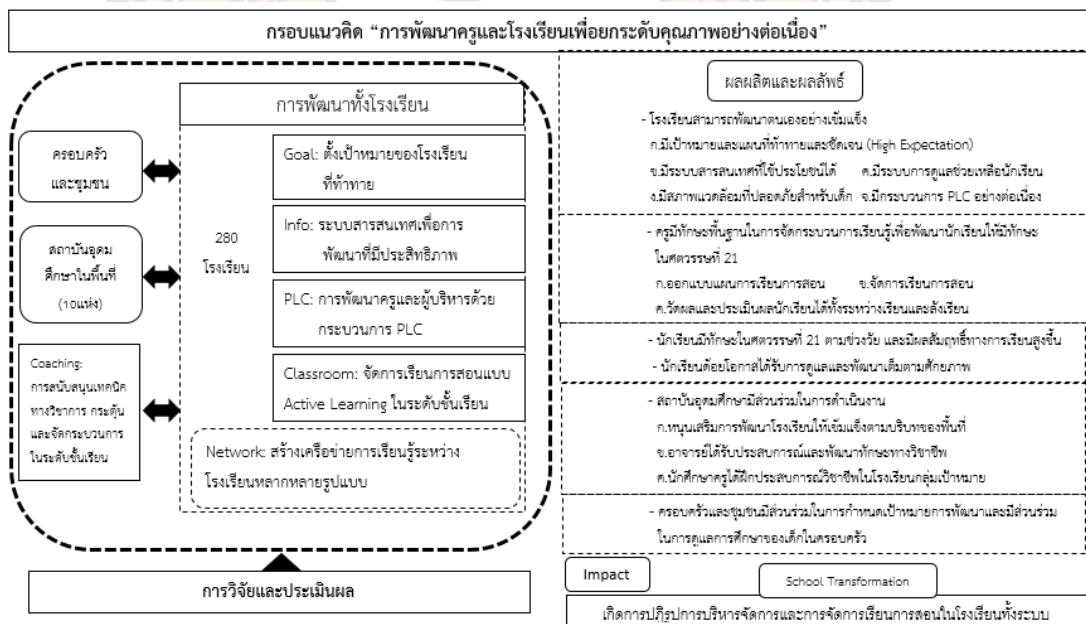 กรอบแนวคิด “การพัฒนาครูและโรงเรียนเพื่อยกระดับคุณภาพอย่างต่อเนื่อง”
ครอบครัว
และชุมชน
สถาบันอุดม
ศึกษาในพื้นที่
(10แห่ง)
Coaching:
การสนับสนุนเทคนิค
ทางวิชาการ กระตุ้น
และจัดกระบวนการ
ในระดับชั้นเรียน
การพัฒนาทั้งโรงเรียน
280
โรงเรียน
Goal: ตั้งเป้าหมายของโรงเรียน
ที่ท้าทาย
Info: ระบบสารสนเทศเพื่อการ
พัฒนาที่มีประสิทธิภาพ
PLC: การพัฒนาครูและผู้บริหารด้วย
กระบวนการ PLC
Classroom: จัดการเรียนการสอนแบบ
Active Learning ในระดับชั้นเรียน
Network: สร้างเครือข่ายการเรียนรู้ระหว่าง
โรงเรียนหลากหลายรูปแบบ
การวิจัยและประเมินผล
ผลผลิตและผลลัพธ์
- โรงเรียนสามารถพัฒนาตนเองอย่างเข้มแข็ง
ก.มีเป้าหมายและแผนที่ท้าทายและชัดเจน (High Expectation)
ข.มีระบบสารสนเทศที่ใช้ประโยชน์ได้ ค.มีระบบการดูแลช่วยเหลือนักเรียน
ง.มีสภาพแวดล้อมที่ปลอดภัยสำหรับเด็ก จ.มีกระบวนการ PLC อย่างต่อเนื่อง
- ครูมีทักษะพื้นฐานในการจัดกระบวนการเรียนรู้เพื่อพัฒนานักเรียนให้มีทักษะ
ในศตวรรษที่ 21
ก.ออกแบบแผนการเรียนการสอน ข.จัดการเรียนการสอน
ค.วัดผลและประเมินผลนักเรียนได้ทั้งระหว่างเรียนและหลังเรียน
- นักเรียนมีทักษะในศตวรรษที่ 21 ตามช่วงวัย และมีผลสัมฤทธิ์ทางการเรียนสูงขึ้น
- นักเรียนด้อยโอกาสได้รับการดูแลและพัฒนาเต็มตามศักยภาพ
- สถาบันอุดมศึกษามีส่วนร่วมในการดำเนินงาน
ก.หนุนเสริมการพัฒนาโรงเรียนให้เข้มแข็งตามบริบทของพื้นที่
ข.อาจารย์ได้รับประสบการณ์และพัฒนาทักษะทางวิชาชีพ
ค.นักศึกษาครูได้ฝึกประสบการณ์วิชาชีพในโรงเรียนกลุ่มเป้าหมาย
- ครอบครัวและชุมชนมีส่วนร่วมในการกำหนดเป้าหมายการพัฒนาและมีส่วนร่วม
ในการดูแลการศึกษาของเด็กในครอบครัว
Impact
School Transformation
เกิดการปฏิรูปการบริหารจัดการและการจัดการเรียนการสอนในโรงเรียนทั้งระบบ